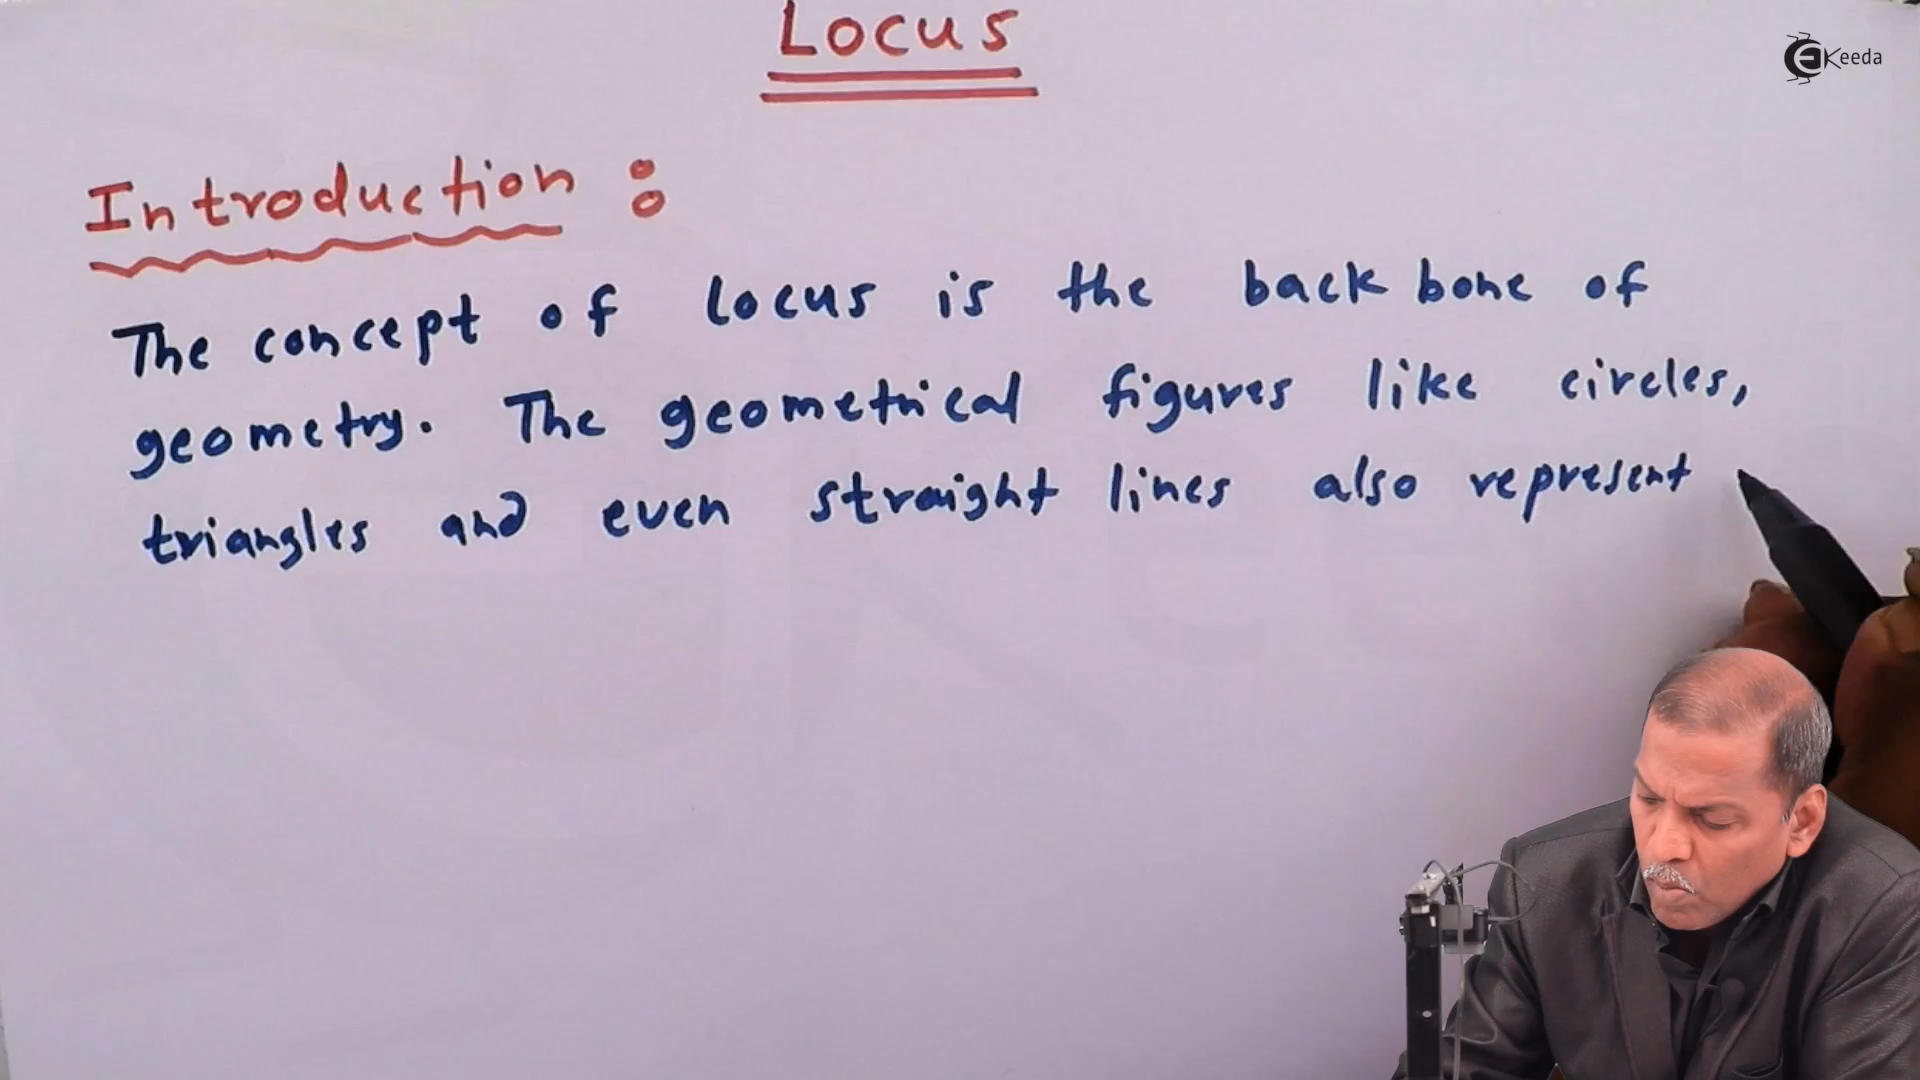 Locus
EKeeda
Introduction :
The concept of locus is the back bone of
geometry. The geometrical figures like circles,
triangles and even straight lines also represent